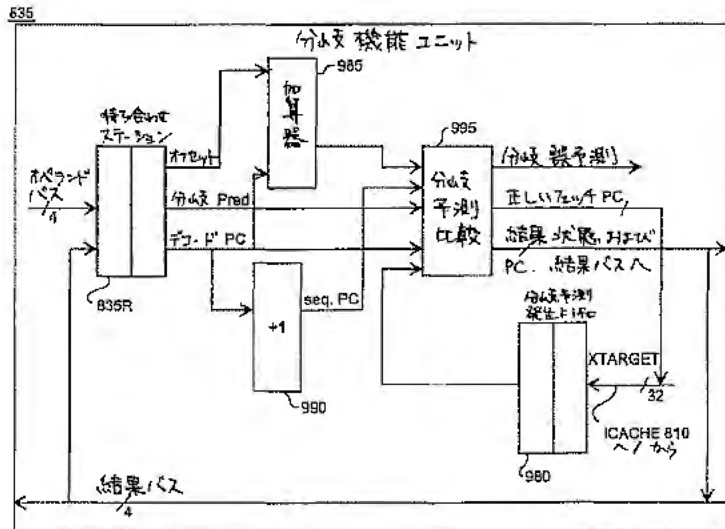 835
分岐機能ユニット
985
加算器
待ち合わせ
ステーション
オフセット
995
分岐器予測
オペランド
バス
4
分岐 Pred
分岐
予測
比較
正しいフェッチ PC
デコード PC
結果状態および
PC. 結果バスへ
835R
seq. PC
+1
分岐予測
XTARGET
32
990
ICACHE 810
へ/から
980
結果バス
4